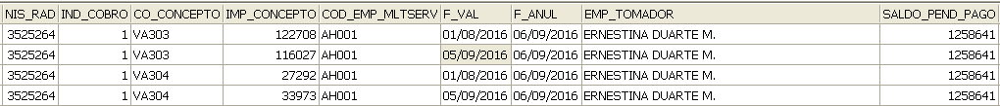 NIS_RAD IND_COBRO CO_CONCEPTO IMP_CONCEPTO COD_EMP_MLTSERV F_VAL F_ANUL EMP_TOMADOR SALDO_PEND_PAGO
3525264 1 VA303 122708 AH001 01/08/2016 06/09/2016 ERNESTINA DUARTE M. 1258641
3525264 1 VA303 116027 AH001 05/09/2016 06/09/2016 ERNESTINA DUARTE M. 1258641
3525264 1 VA304 27292 AH001 01/08/2016 06/09/2016 ERNESTINA DUARTE M. 1258641
3525264 1 VA304 33973 AH001 05/09/2016 06/09/2016 ERNESTINA DUARTE M. 1258641